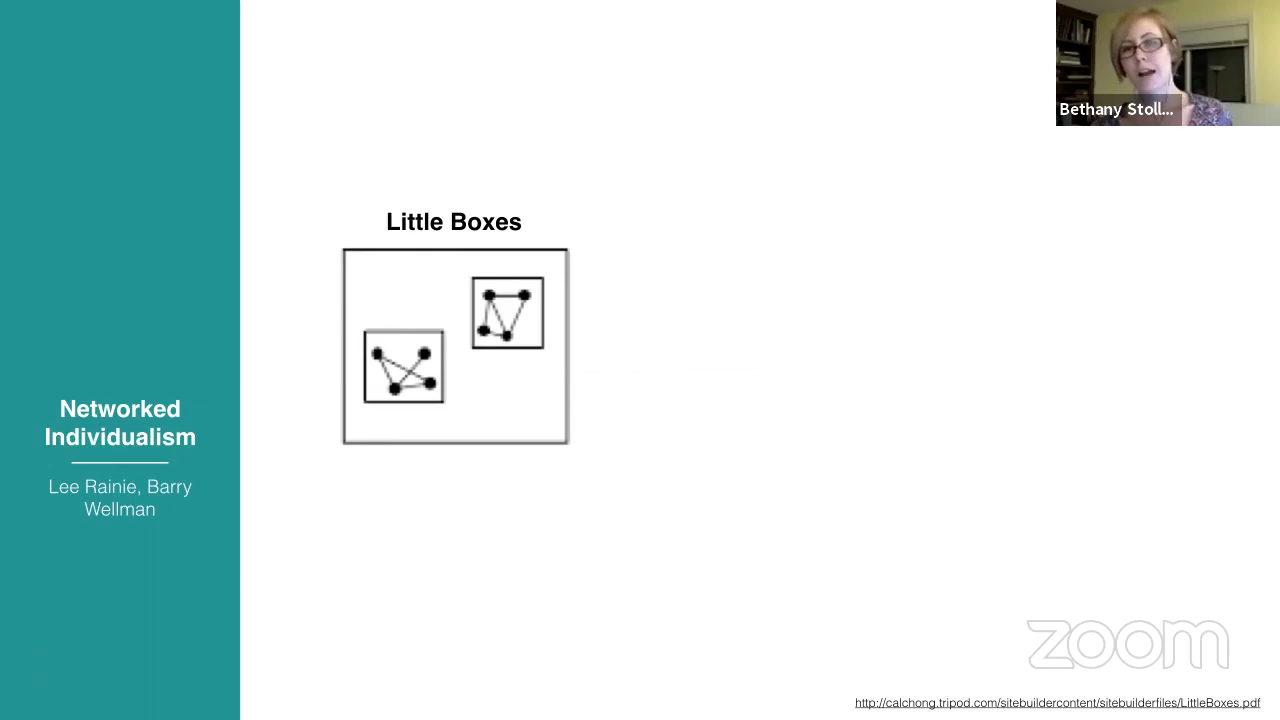 Bethany Stoll...
Little Boxes
Networked
Individualism
Lee Rainie, Barry
Wellman
zoom
http://calchong.tripod.com/sitebuildercontent/sitebuilderfiles/LittleBoxes.pdf